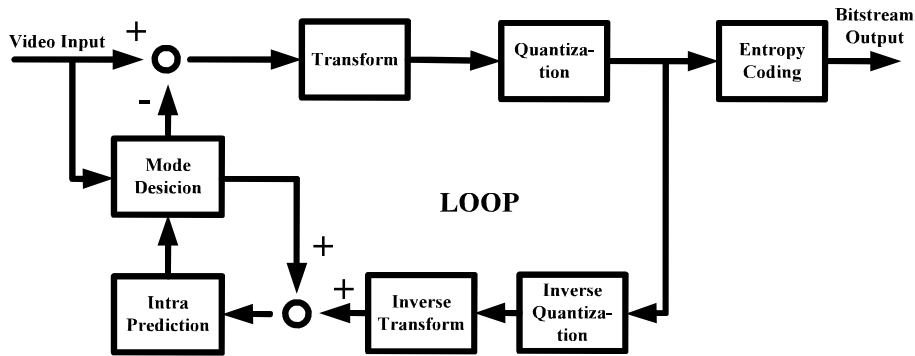 Video Input
+
-
Transform
Quantiza-
tion
Entropy
Coding
Bitstream
Output
Mode
Desicion
LOOP
+
+
Intra
Prediction
Inverse
Transform
Inverse
Quantiza-
tion